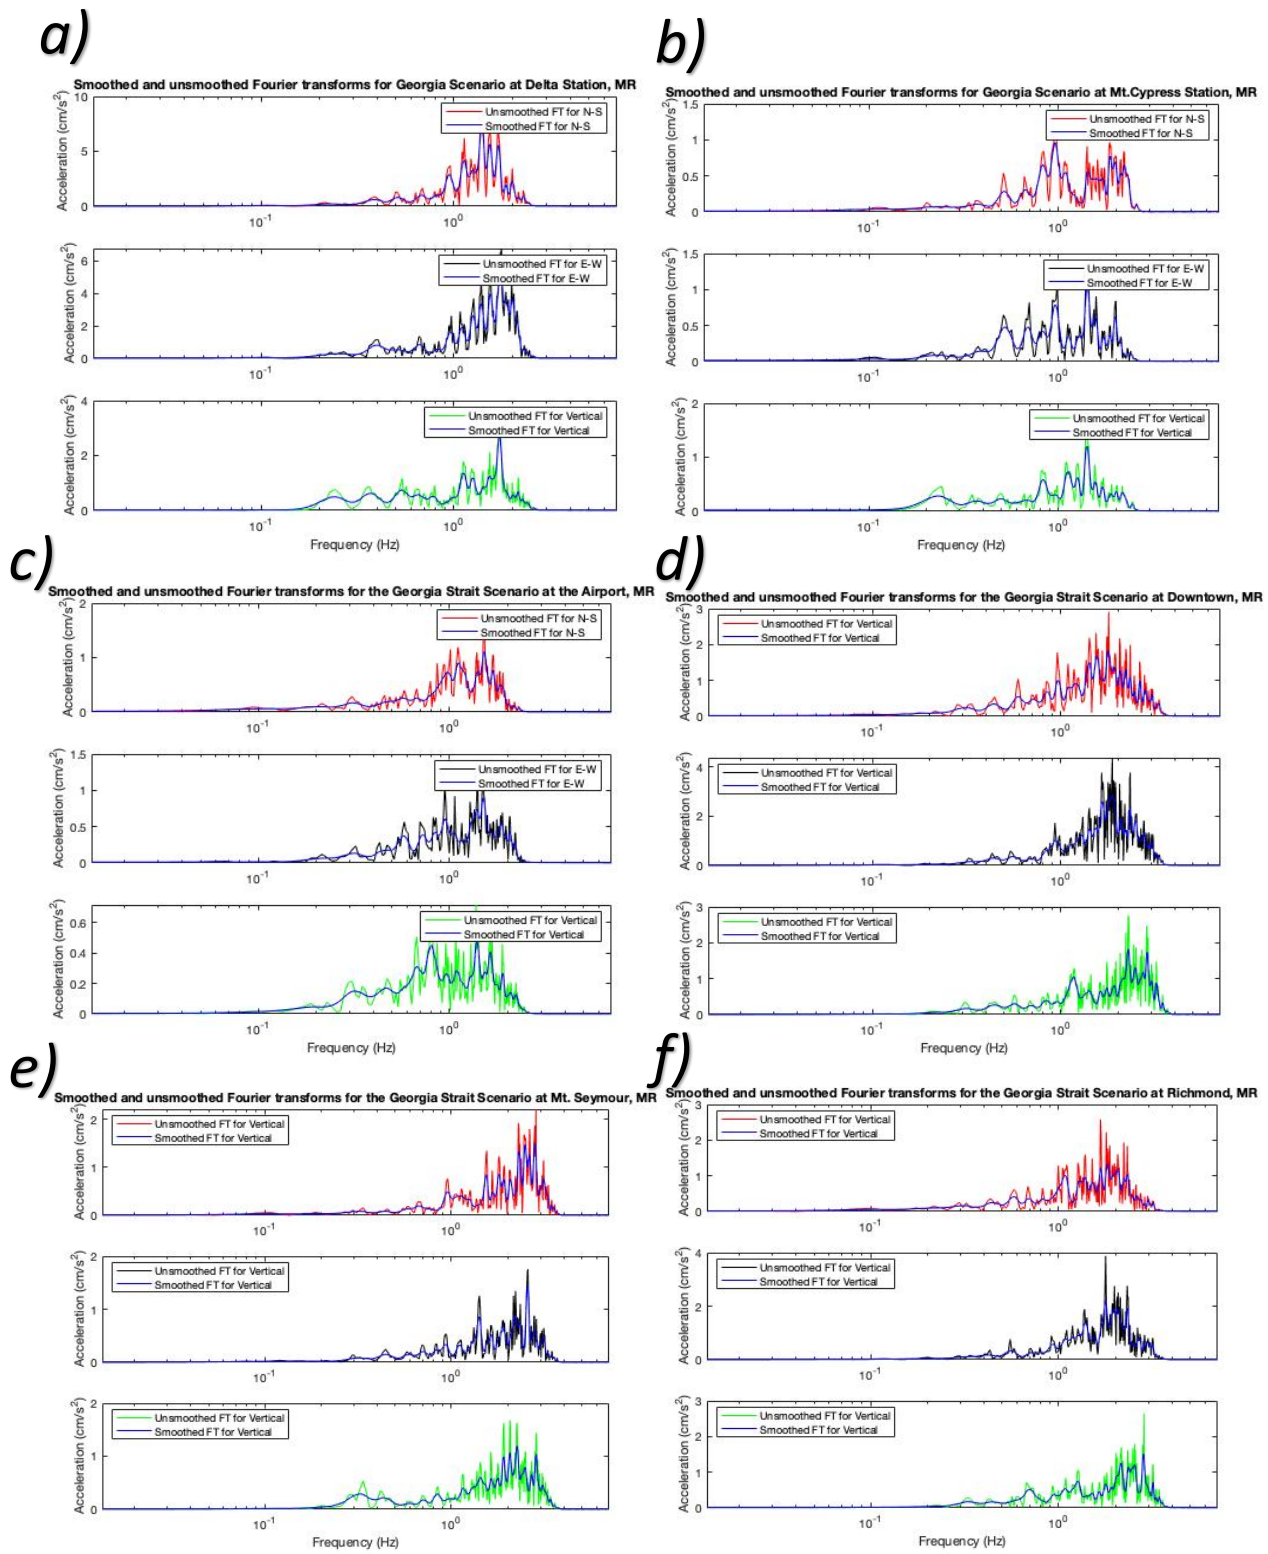 a)
Smoothed and unsmoothed Fourier transforms for Georgia Scenario at Delta Station, MR
Acceleration (cm/s²)
10
5
0
Unsmoothed FT for N-S
Smoothed FT for N-S
10⁻¹
10⁰
Acceleration (cm/s²)
6
4
2
0
Unsmoothed FT for E-W
Smoothed FT for E-W
10⁻¹
10⁰
Acceleration (cm/s²)
4
2
0
Unsmoothed FT for Vertical
Smoothed FT for Vertical
10⁻¹
10⁰
Frequency (Hz)
b)
Smoothed and unsmoothed Fourier transforms for Georgia Scenario at Mt.Cypress Station, MR
Acceleration (cm/s²)
1.5
1
0.5
0
Unsmoothed FT for N-S
Smoothed FT for N-S
10⁻¹
10⁰
Acceleration (cm/s²)
1.5
1
0.5
0
Unsmoothed FT for E-W
Smoothed FT for E-W
10⁻¹
10⁰
Acceleration (cm/s²)
2
1
0
Unsmoothed FT for Vertical
Smoothed FT for Vertical
10⁻¹
10⁰
Frequency (Hz)
c)
Smoothed and unsmoothed Fourier transforms for the Georgia Strait Scenario at the Airport, MR
Acceleration (cm/s²)
2
1
0
Unsmoothed FT for N-S
Smoothed FT for N-S
10⁻¹
10⁰
Acceleration (cm/s²)
1.5
1
0.5
0
Unsmoothed FT for E-W
Smoothed FT for E-W
10⁻¹
10⁰
Acceleration (cm/s²)
0.6
0.4
0.2
0
Unsmoothed FT for Vertical
Smoothed FT for Vertical
10⁻¹
10⁰
Frequency (Hz)
d)
Smoothed and unsmoothed Fourier transforms for the Georgia Strait Scenario at Downtown, MR
Acceleration (cm/s²)
3
2
1
0
Unsmoothed FT for Vertical
Smoothed FT for Vertical
10⁻¹
10⁰
Acceleration (cm/s²)
4
2
0
Unsmoothed FT for Vertical
Smoothed FT for Vertical
10⁻¹
10⁰
Acceleration (cm/s²)
3
2
1
0
Unsmoothed FT for Vertical
Smoothed FT for Vertical
10⁻¹
10⁰
Frequency (Hz)
e)
Smoothed and unsmoothed Fourier transforms for the Georgia Strait Scenario at Mt. Seymour, MR
Acceleration (cm/s²)
2
1
0
Unsmoothed FT for Vertical
Smoothed FT for Vertical
10⁻¹
10⁰
Acceleration (cm/s²)
2
1
0
Unsmoothed FT for Vertical
Smoothed FT for Vertical
10⁻¹
10⁰
Acceleration (cm/s²)
2
1
0
Unsmoothed FT for Vertical
Smoothed FT for Vertical
10⁻¹
10⁰
Frequency (Hz)
f)
Smoothed and unsmoothed Fourier transforms for the Georgia Strait Scenario at Richmond, MR
Acceleration (cm/s²)
3
2
1
0
Unsmoothed FT for Vertical
Smoothed FT for Vertical
10⁻¹
10⁰
Acceleration (cm/s²)
4
2
0
Unsmoothed FT for Vertical
Smoothed FT for Vertical
10⁻¹
10⁰
Acceleration (cm/s²)
3
2
1
0
Unsmoothed FT for Vertical
Smoothed FT for Vertical
10⁻¹
10⁰
Frequency (Hz)